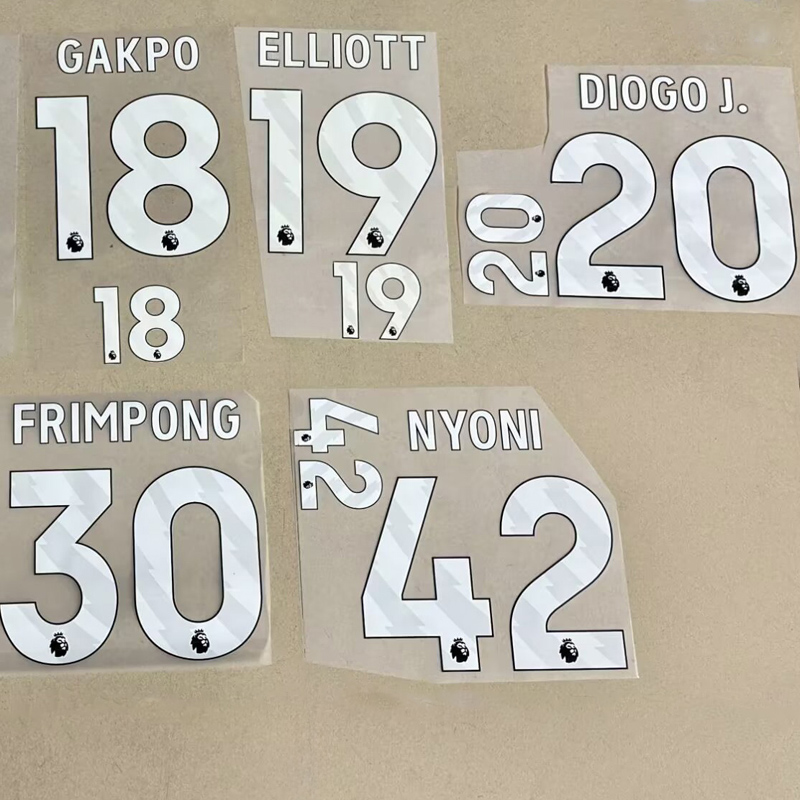 GAKPO
18
18
ELLIOTT
19
19
DIOGO J.
20
20
FRIMPONG
30
NYONI
42
42